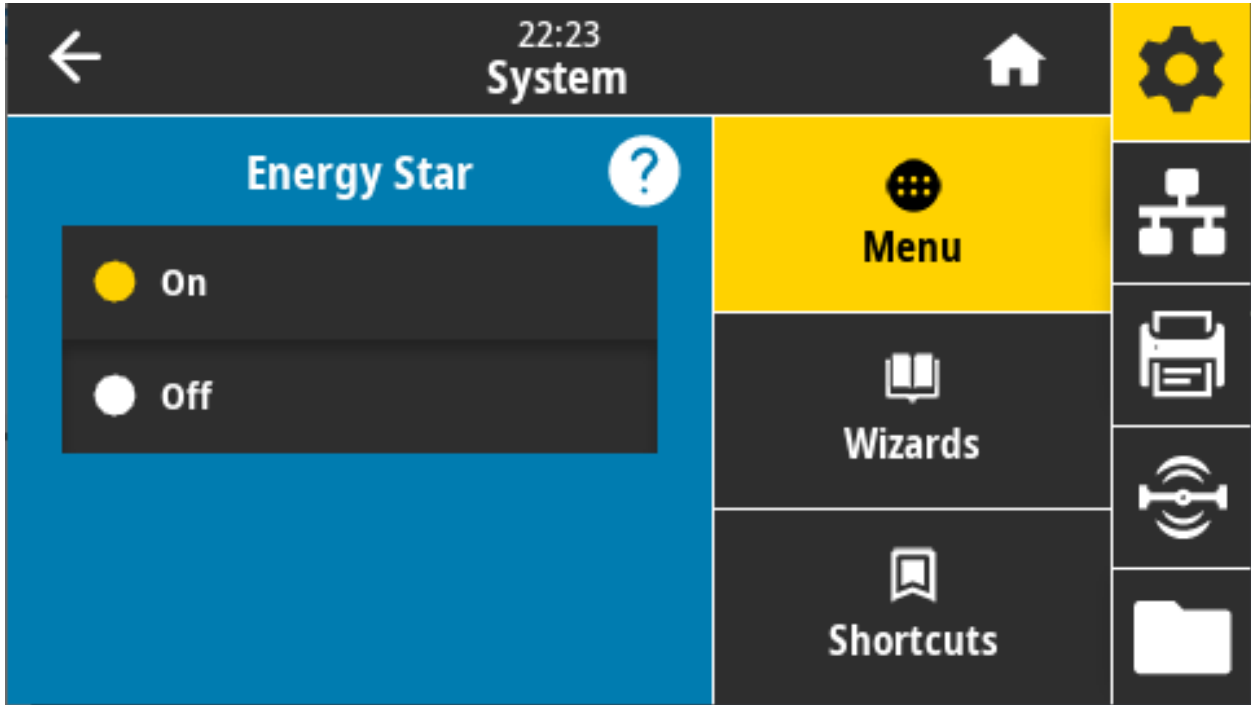 22:23
System
Energy Star
?
On
Off
Menu
Wizards
Shortcuts